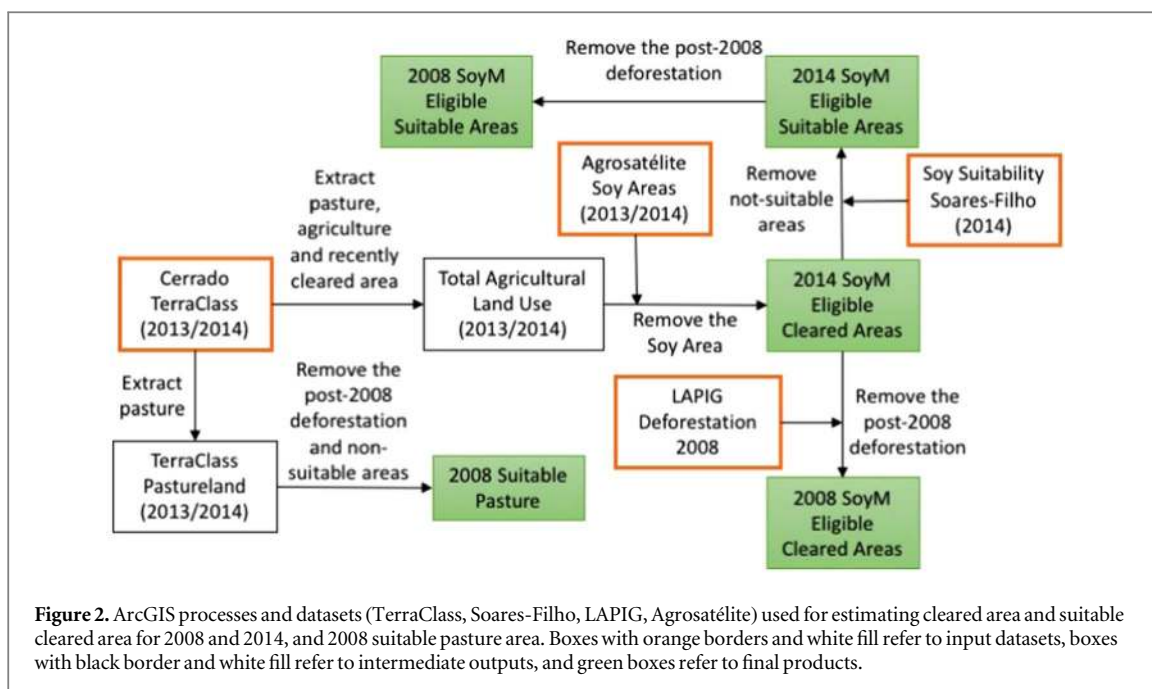 Remove the post-2008
deforestation
2008 SoyM
Eligible
Suitable Areas
2014 SoyM
Eligible
Suitable Areas
Extract
pasture,
agriculture
and recently
cleared area
Agrosatélite
Soy Areas
(2013/2014)
Remove
not-suitable
areas
Soy Suitability
Soares-Filho
(2014)
Cerrado
TerraClass
(2013/2014)
Total Agricultural
Land Use
(2013/2014)
Remove the
Soy Area
2014 SoyM
Eligible
Cleared Areas
Extract
pasture
Remove the
post-2008
deforestation
and non-
suitable areas
LAPIG
Deforestation
2008
Remove the
post-2008
deforestation
TerraClass
Pastureland
(2013/2014)
2008 Suitable
Pasture
2008 SoyM
Eligible
Cleared Areas
Figure 2. ArcGIS processes and datasets (TerraClass, Soares-Filho, LAPIG, Agrosatélite) used for estimating cleared area and suitable
cleared area for 2008 and 2014, and 2008 suitable pasture area. Boxes with orange borders and white fill refer to input datasets, boxes
with black border and white fill refer to intermediate outputs, and green boxes refer to final products.